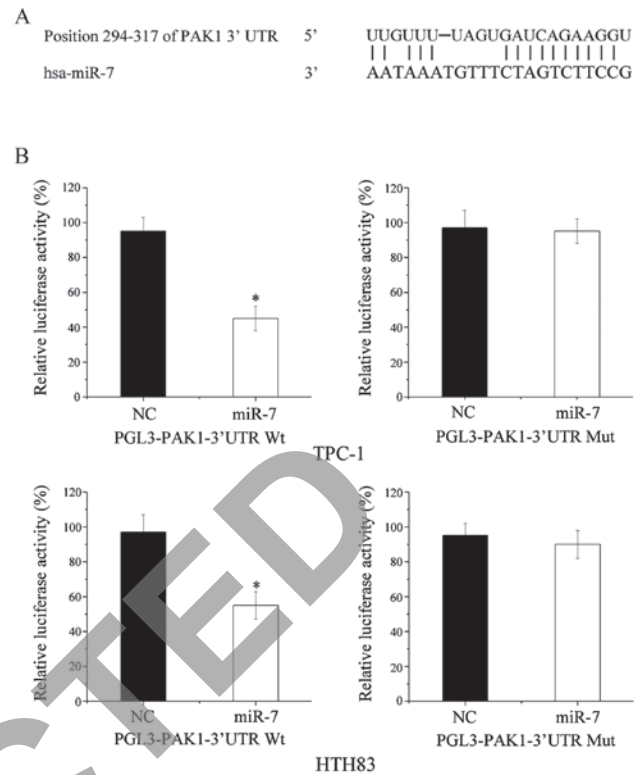 A
Position 294-317 of PAK1 3' UTR 5' UUGUUU–UAGUGAUCAGAAGGU
hsa-miR-7 3' AATAAATGTTTCTAGTCTTCCG
B
Relative luciferase activity (%)
120
100
80
60
40
20
0
*
NC miR-7
PGL3-PAK1-3'UTR Wt
Relative luciferase activity (%)
120
100
80
60
40
20
0
NC miR-7
PGL3-PAK1-3'UTR Mut
TPC-1
Relative luciferase activity (%)
120
100
80
60
40
20
0
*
NC miR-7
PGL3-PAK1-3'UTR Wt
Relative luciferase activity (%)
120
100
80
60
40
20
0
NC miR-7
PGL3-PAK1-3'UTR Mut
HTH83
CTED